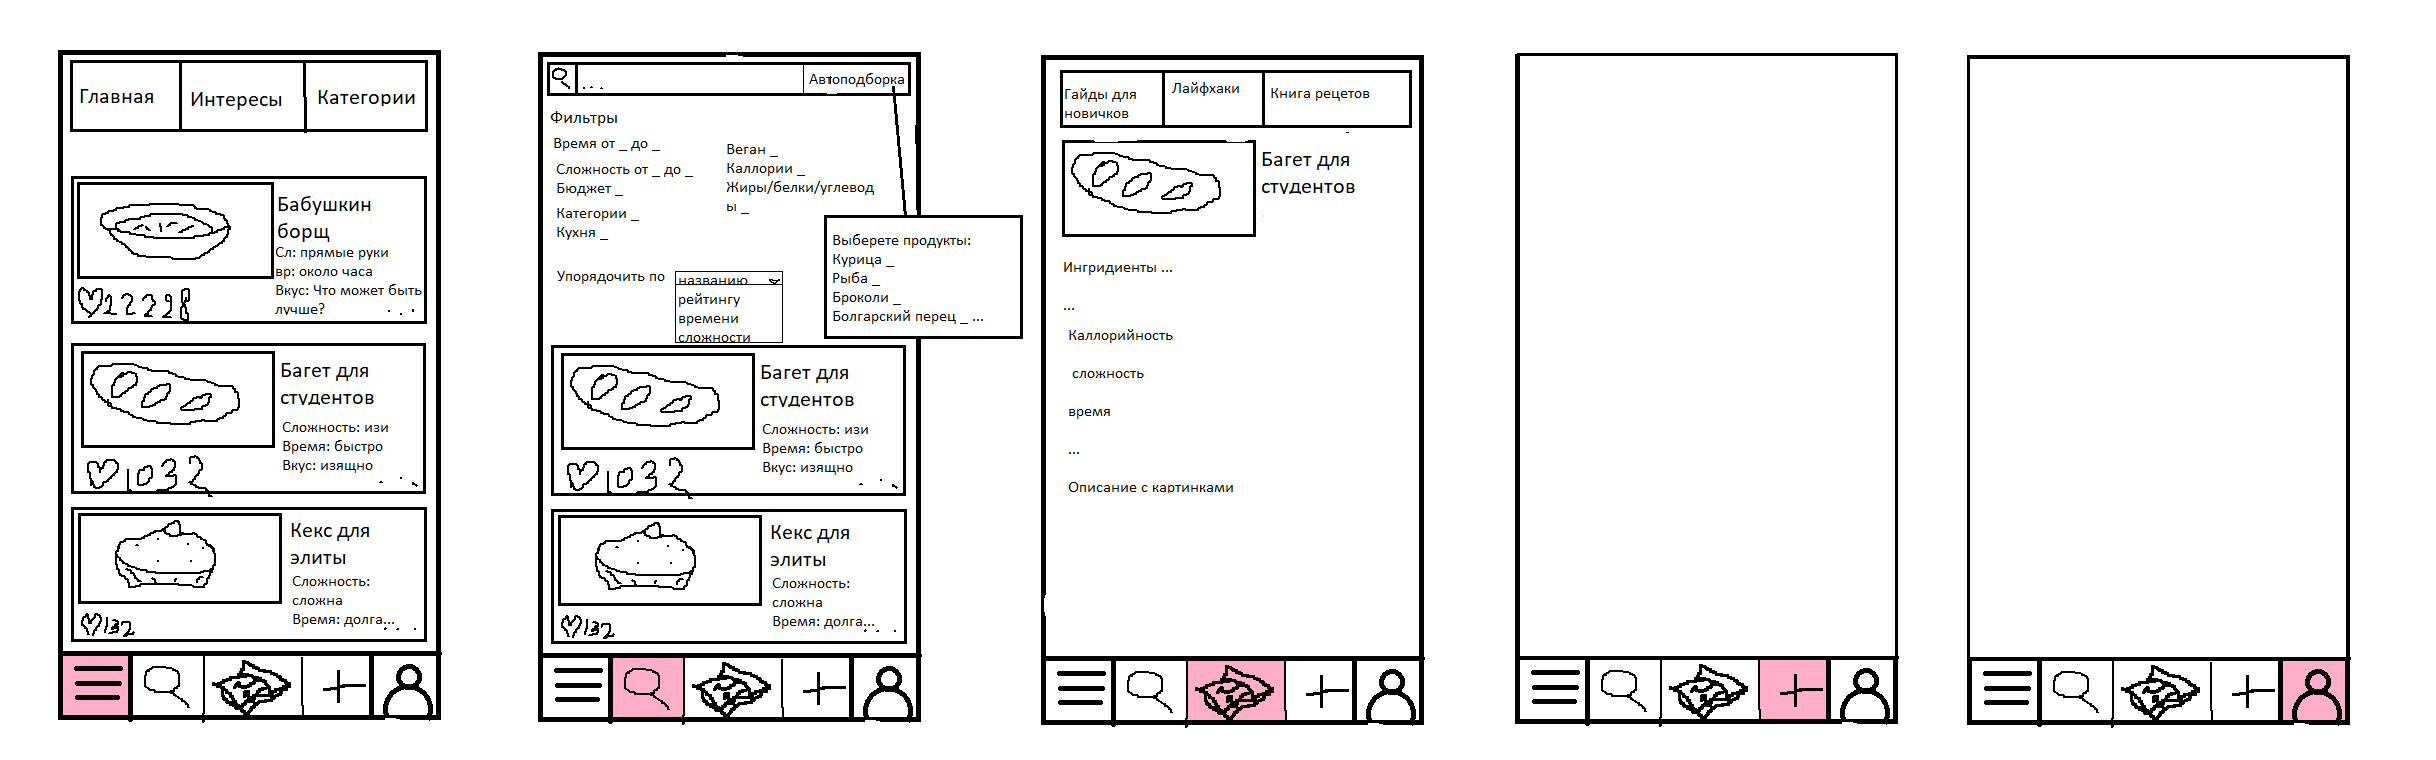 Главная
Интересы
Категории
Бабушкин
борщ
Сл: прямые руки
вр: около часа
Вкус: Что может быть
лучше?
...
12298
Багет для
студентов
Сложность: изи
Время: быстро
Вкус: изящно
...
1032
Кекс для
элиты
Сложность:
сложна
Время: долга...
...
132
...
Автоподборка
Фильтры
Время от _ до _
Сложность от _ до _
Бюджет _
Категории _
Кухня _
Веган _
Каллории _
Жиры/белки/углевод
ы _
Выберете продукты:
Курица _
Рыба _
Броколи _
Болгарский перец _ ...
Упорядочить по
названию
рейтингу
времени
сложности
Багет для
студентов
Сложность: изи
Время: быстро
Вкус: изящно
...
1032
Кекс для
элиты
Сложность:
сложна
Время: долга...
...
132
Гайды для
новичков
Лайфхаки
Книга рецетов
Багет для
студентов
Ингридиенты ...
...
Каллорийность
сложность
время
...
Описание с картинками